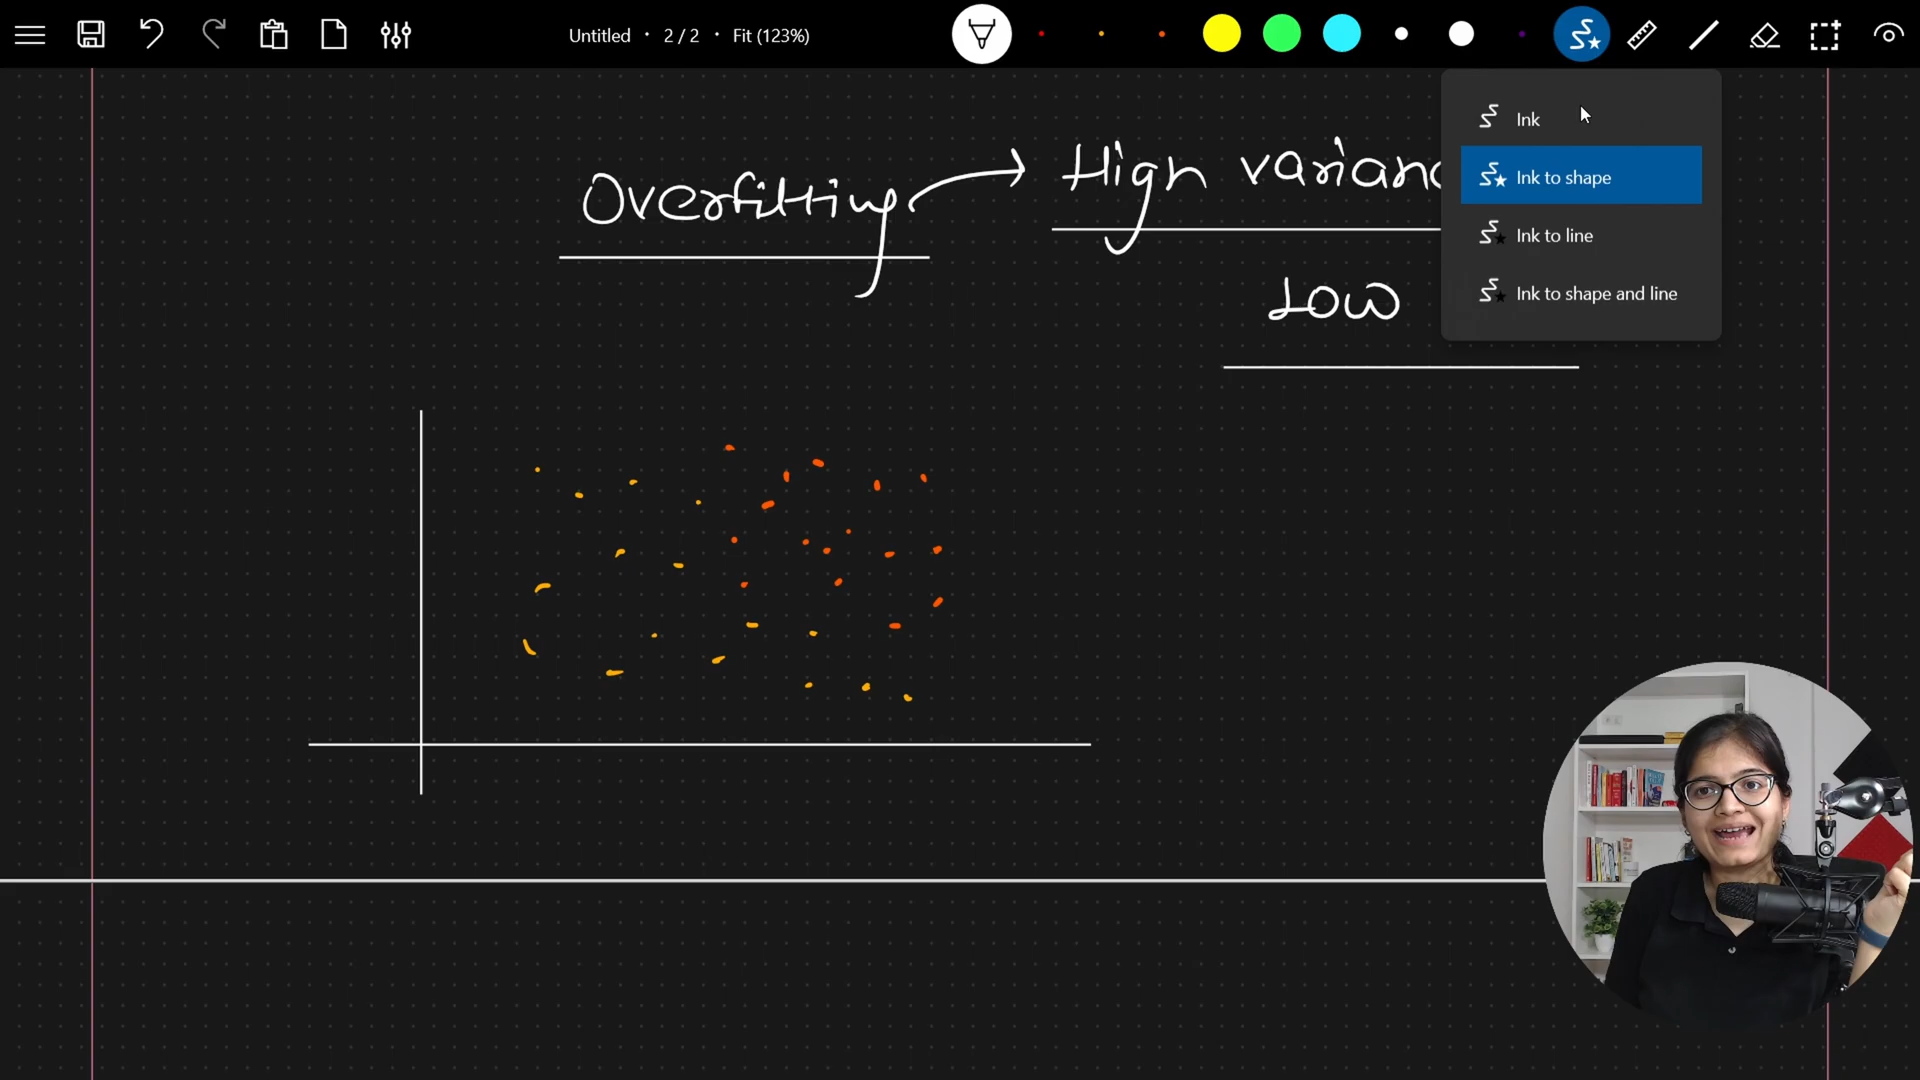 Untitled • 2 / 2 • Fit (123%)
Ink
Ink to shape
Ink to line
Ink to shape and line
Overfitting → High varianc
Low